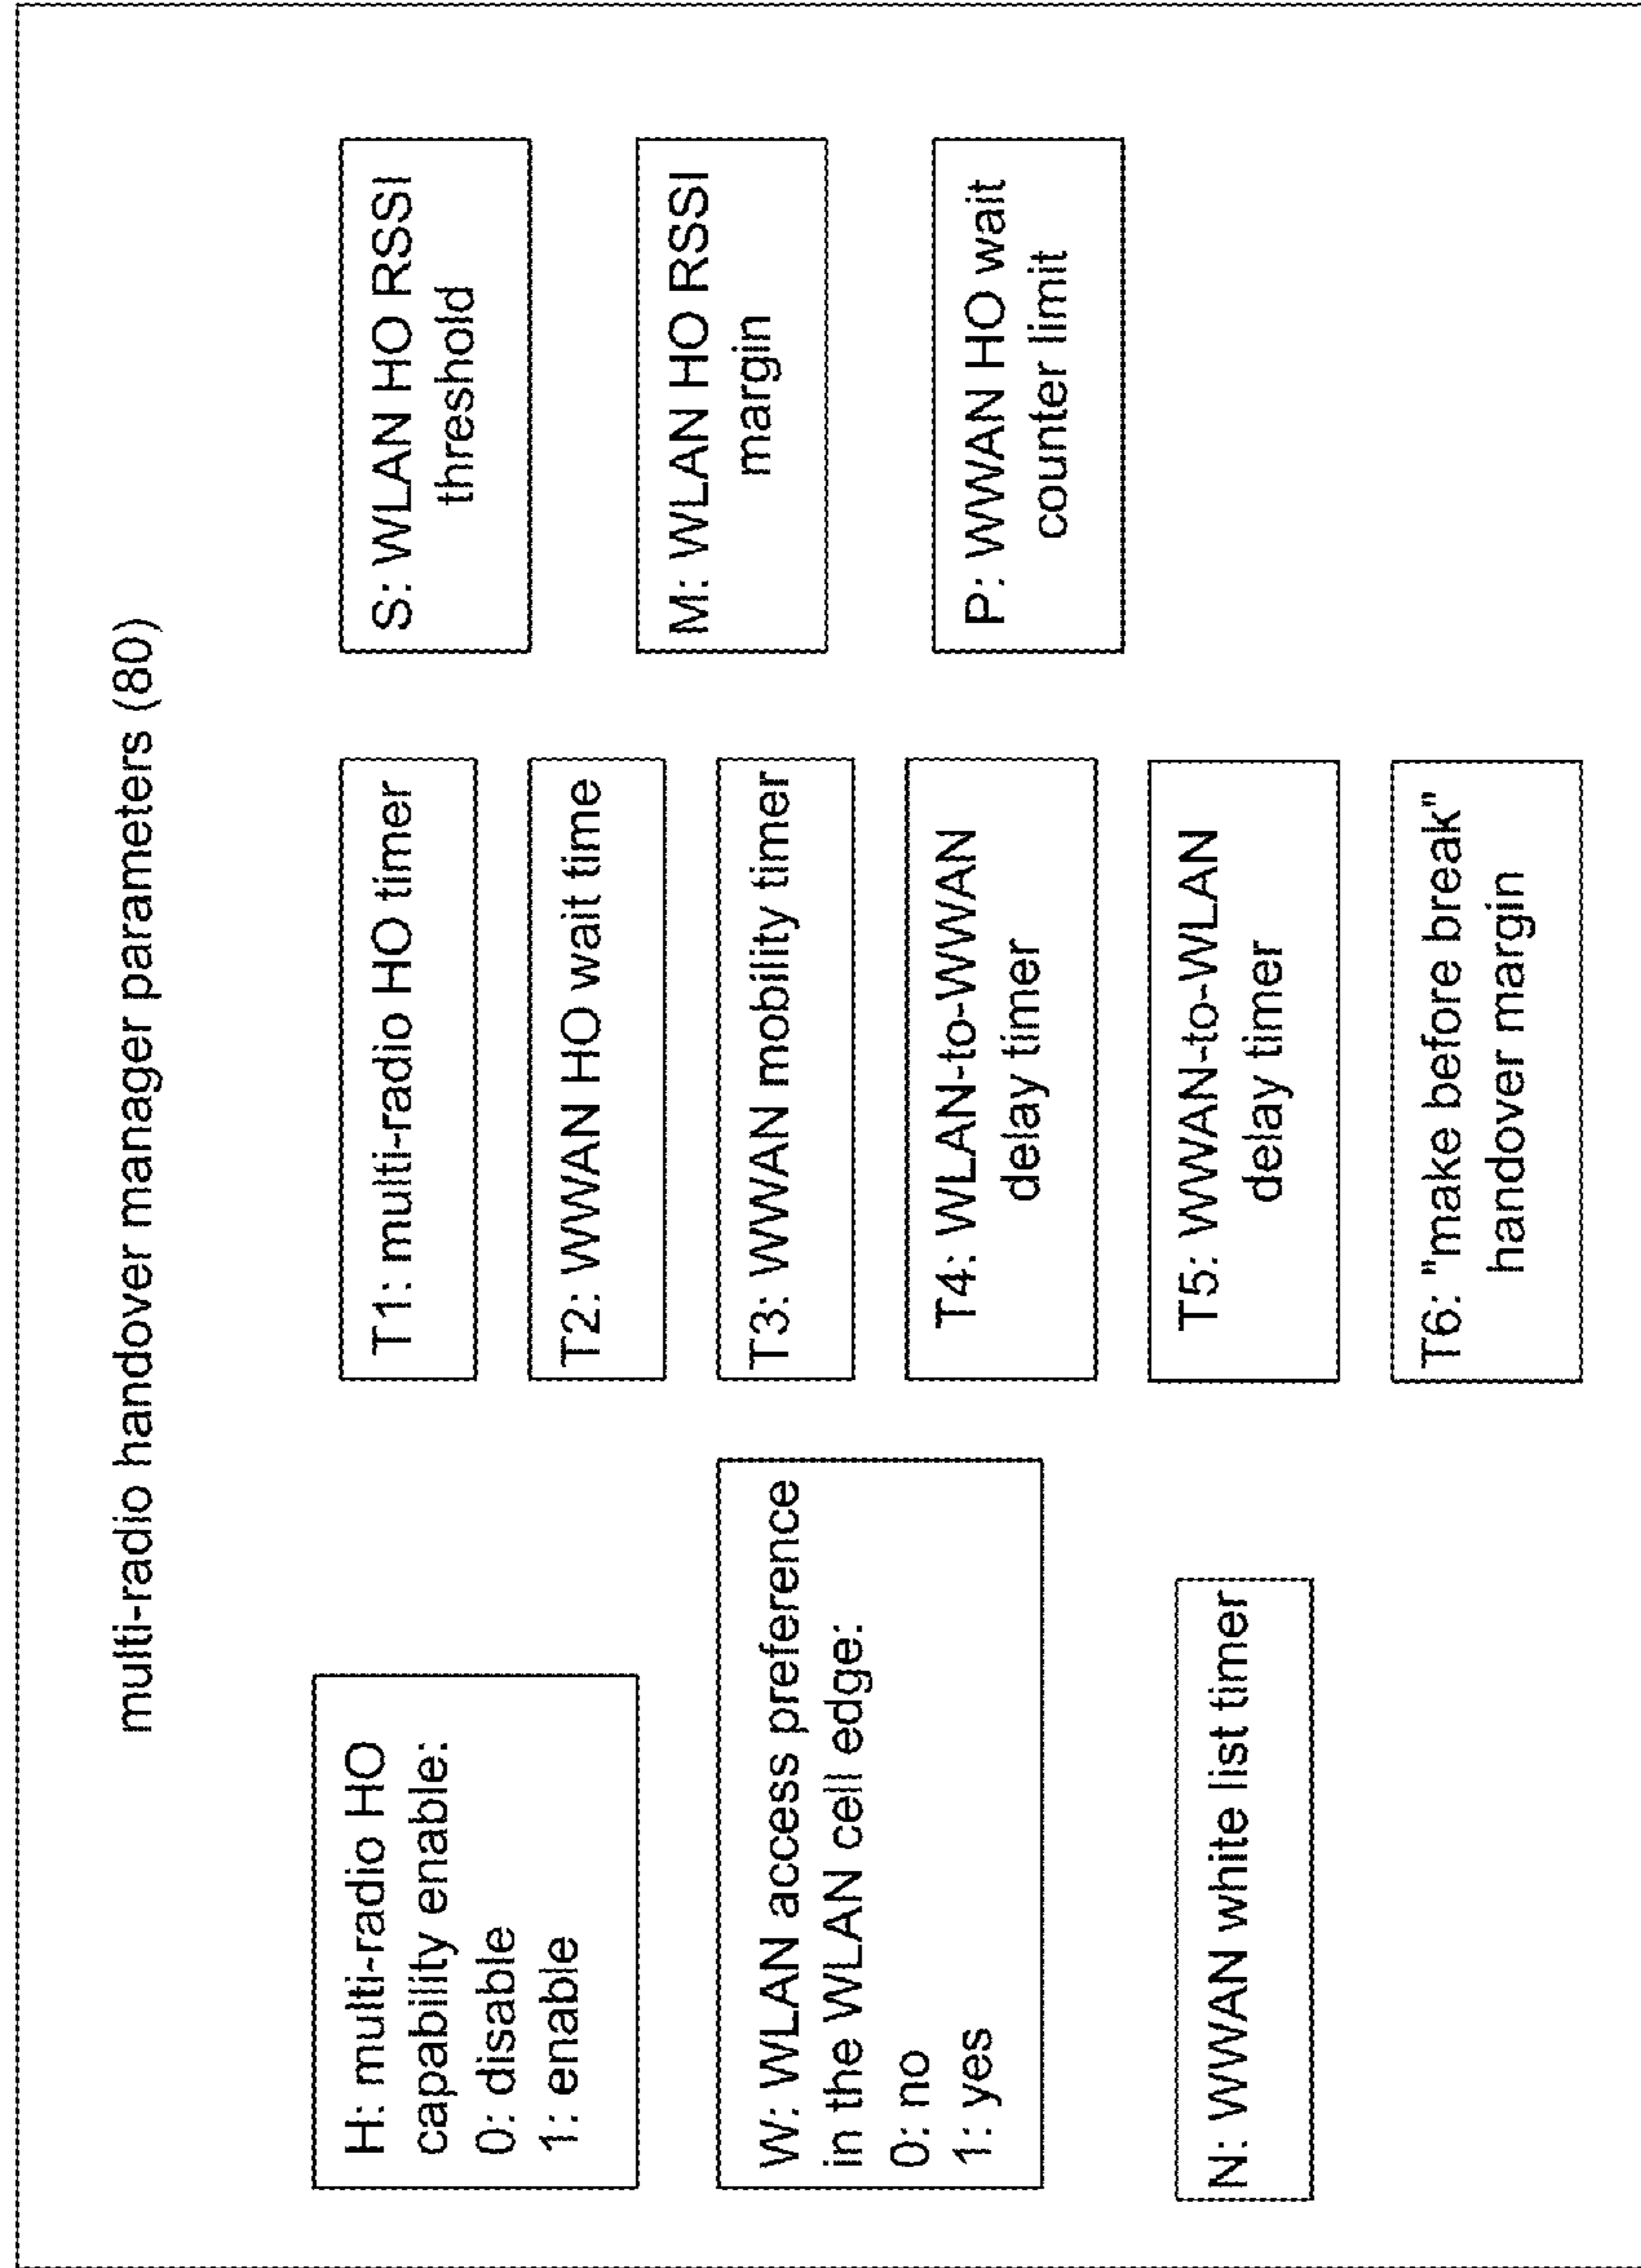 multi-radio handover manager parameters (80)
H: multi-radio HO
capability enable:
0: disable
1: enable
W: WLAN access preference
in the WLAN cell edge:
0: no
1: yes
N: WWAN white list timer
T1: multi-radio HO timer
T2: WWAN HO wait time
T3: WWAN mobility timer
T4: WLAN-to-WWAN
delay timer
T5: WWAN-to-WLAN
delay timer
T6: "make before break"
handover margin
S: WLAN HO RSSI
threshold
M: WLAN HO RSSI
margin
P: WWAN HO wait
counter limit